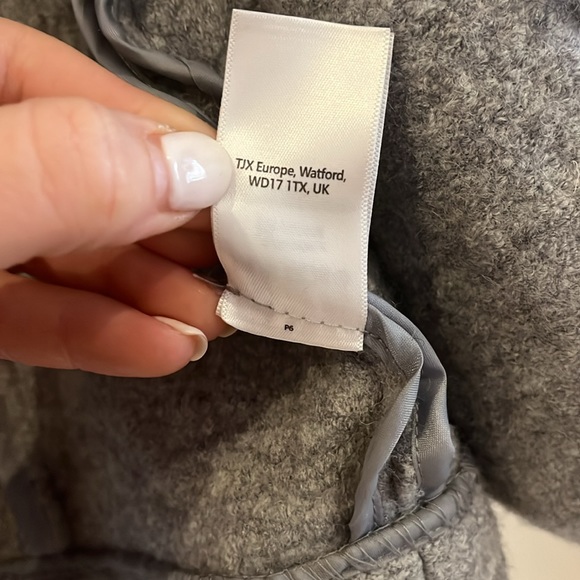 TJX Europe, Watford,
WD17 1TX, UK
P6